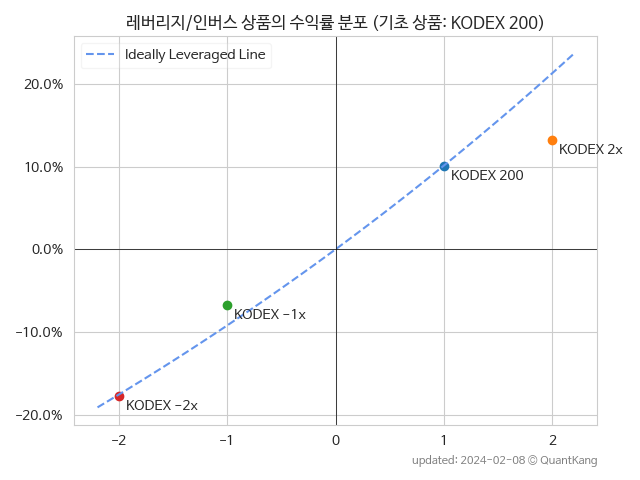 레버리지/인버스 상품의 수익률 분포 (기초 상품: KODEX 200)
Ideally Leveraged Line
20.0%
10.0%
0.0%
−10.0%
−20.0%
KODEX 2x
KODEX 200
KODEX −1x
KODEX −2x
−2
−1
0
1
2
updated: 2024-02-08 © QuantKang